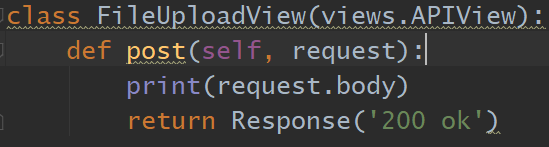 class FileUploadView(views.APIView):
    def post(self, request):
        print(request.body)
        return Response('200 ok')